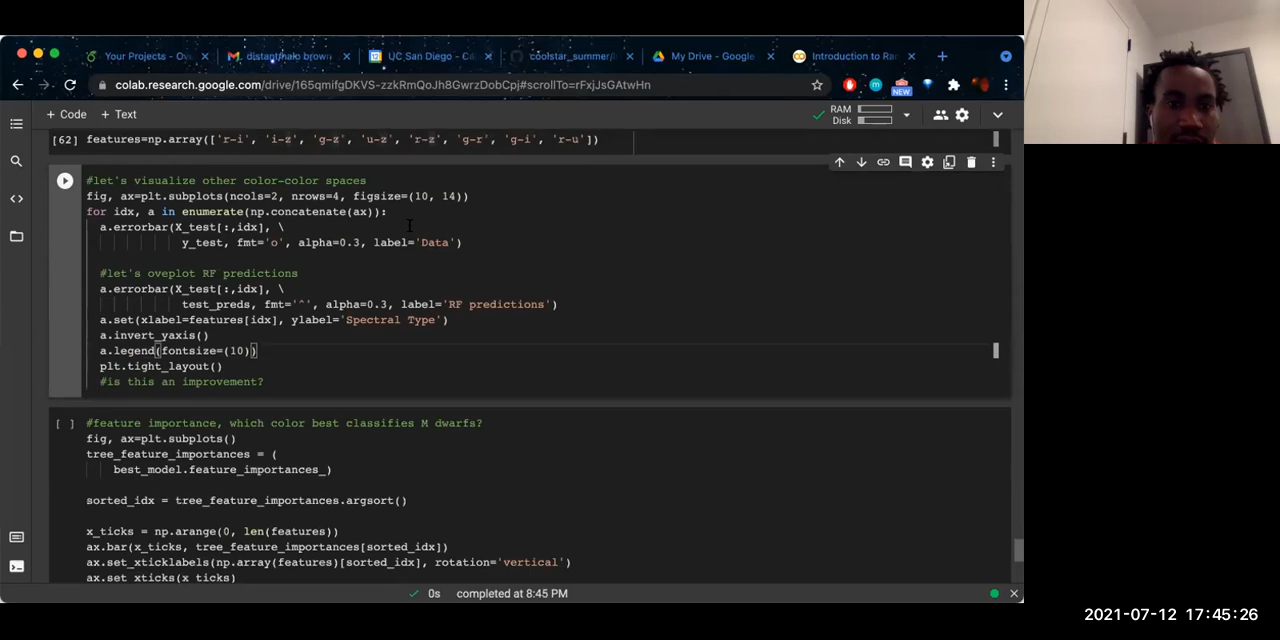 Your Projects - Ove
distantmalo brown
UC San Diego - Ca
coolstar_summer/
My Drive - Google
Introduction to Ran
colab.research.google.com/drive/165qmifgDKVS-zzkRmQoJh8GwrzDobCpj#scrollTo=rFxjJsGAtwHn
NEW
+ Code + Text
RAM
Disk
[62] features=np.array(['r-i', 'i-z', 'g-z', 'u-z', 'r-z', 'g-r', 'g-i', 'r-u'])
#let's visualize other color-color spaces
fig, ax=plt.subplots(ncols=2, nrows=4, figsize=(10, 14))
for idx, a in enumerate(np.concatenate(ax)):
a.errorbar(X_test[:,idx], \
y_test, fmt='o', alpha=0.3, label='Data')
#let's oveplot RF predictions
a.errorbar(X_test[:,idx], \
test_preds, fmt='^', alpha=0.3, label='RF predictions')
a.set(xlabel=features[idx], ylabel='Spectral Type')
a.invert_yaxis()
a.legend(fontsize=(10))
plt.tight_layout()
#is this an improvement?
[ ] #feature importance, which color best classifies M dwarfs?
fig, ax=plt.subplots()
tree_feature_importances = (
best_model.feature_importances_)
sorted_idx = tree_feature_importances.argsort()
x_ticks = np.arange(0, len(features))
ax.bar(x_ticks, tree_feature_importances[sorted_idx])
ax.set_xticklabels(np.array(features)[sorted_idx], rotation='vertical')
ax.set_xticks(x_ticks)
0s completed at 8:45 PM
2021-07-12 17:45:26